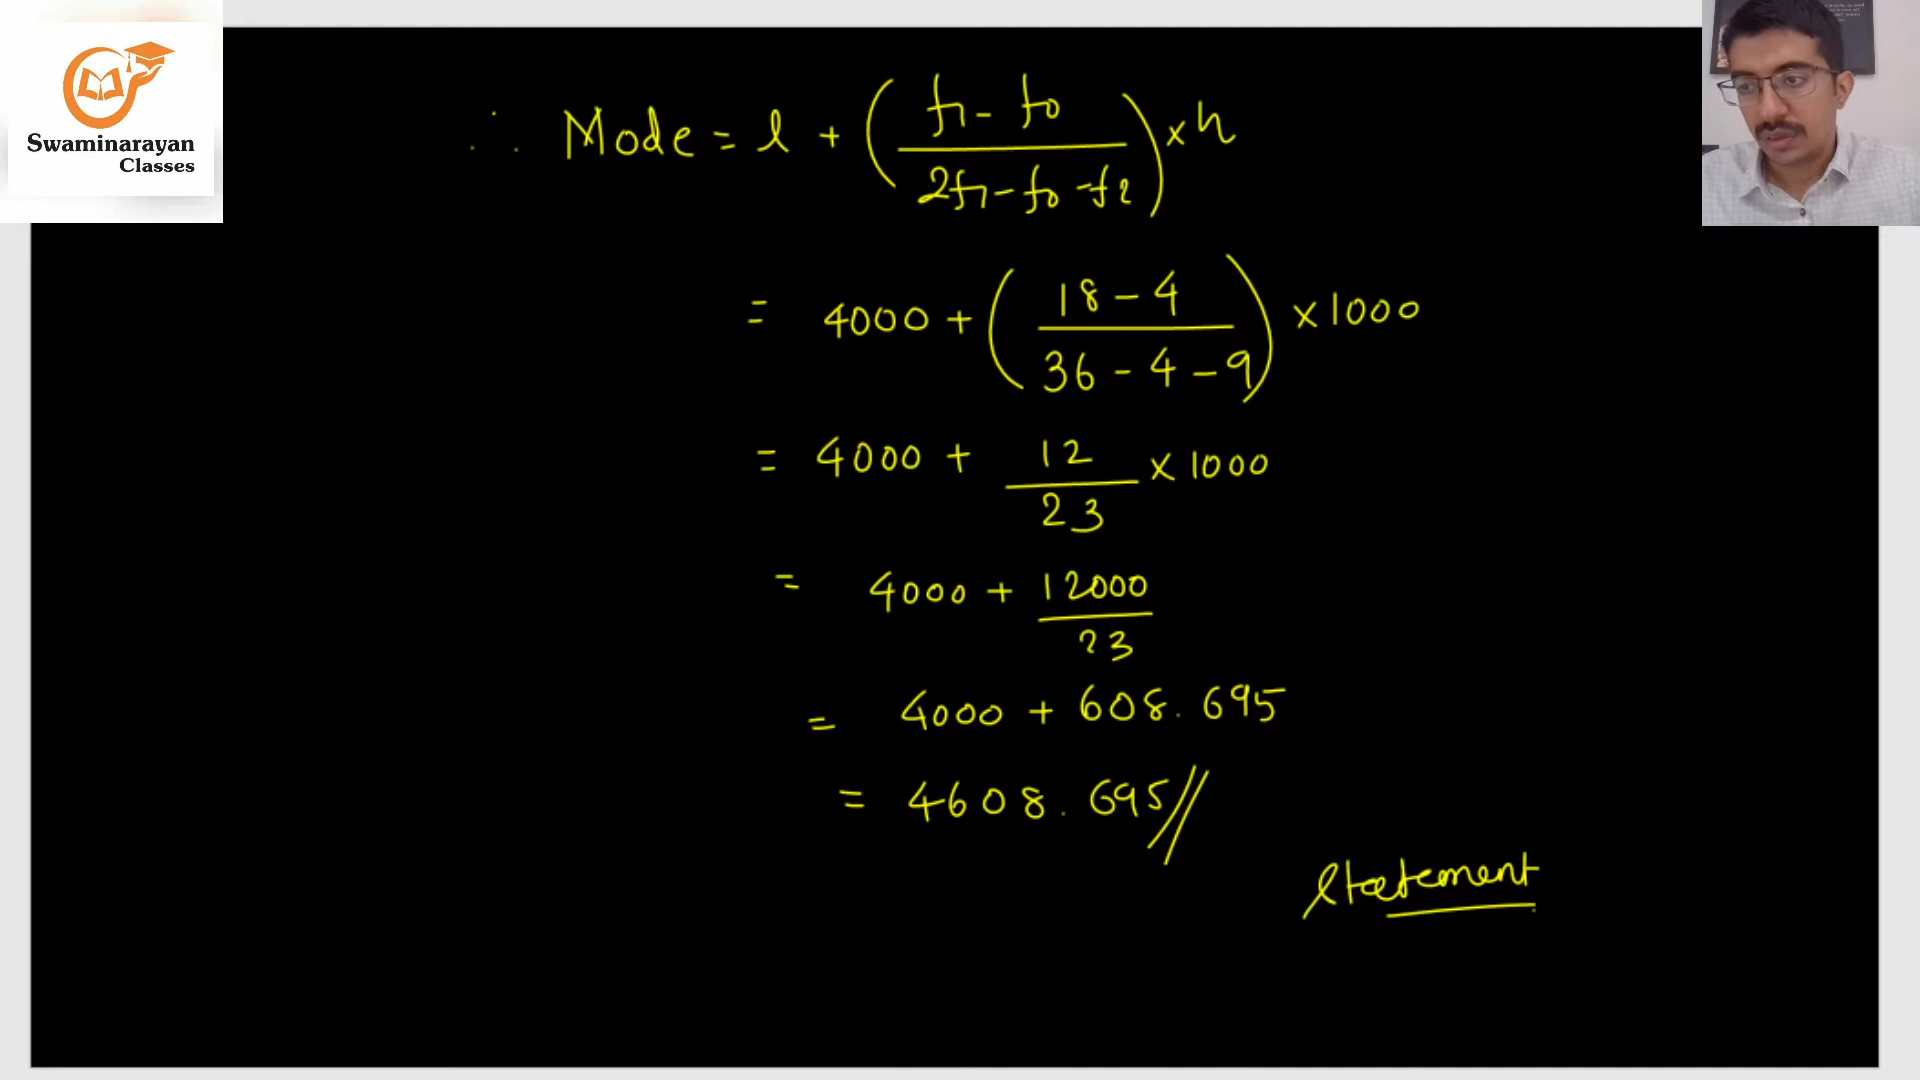 Swaminarayan
Classes
∴ Mode = l + ( f1 - f0 / 2f1 - f0 - f2 ) × h
= 4000 + ( 18 - 4 / 36 - 4 - 9 ) × 1000
= 4000 + 12 / 23 × 1000
= 4000 + 12000 / 23
= 4000 + 608.695
= 4608.695//
Statement